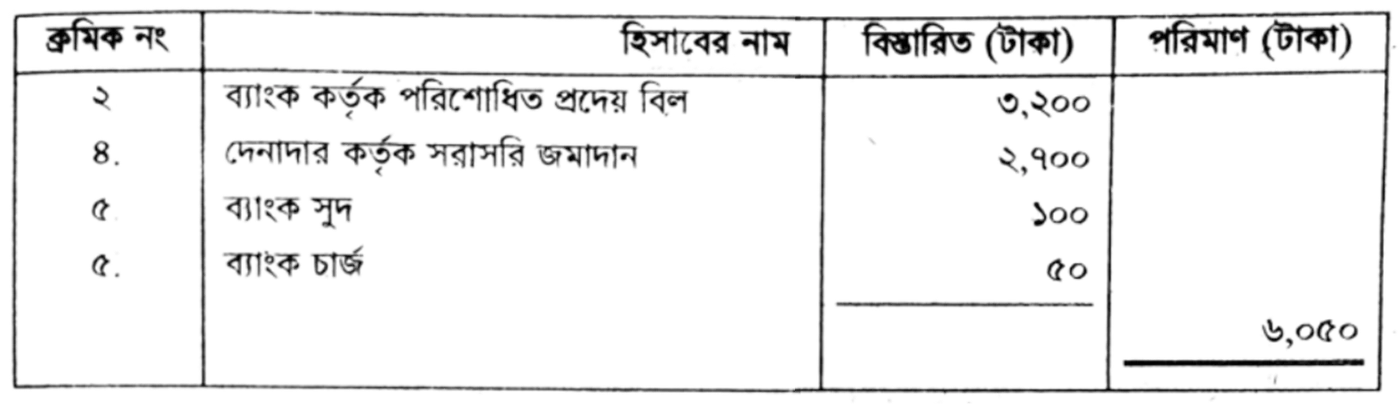 ক্রমিক নং হিসাবের নাম বিস্তারিত (টাকা) পরিমাণ (টাকা)
২ ব্যাংক কর্তৃক পরিশোধিত প্রদেয় বিল ৩,২০০
৪. দেনাদার কর্তৃক সরাসরি জমাদান ২,৭০০
৫ ব্যাংক সুদ ১০০
৫. ব্যাংক চার্জ ৫০
৬,০৫০